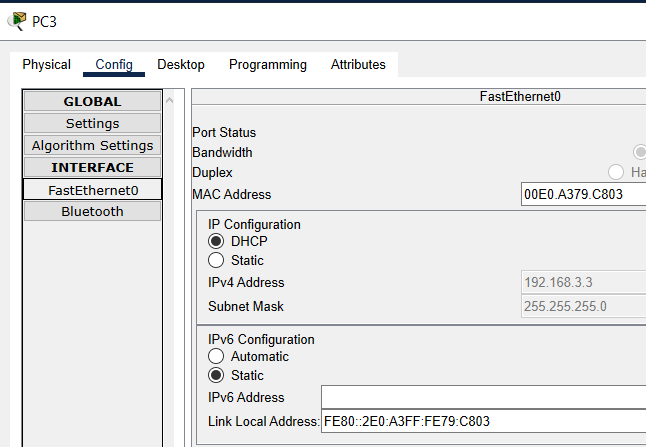 PC3
Physical Config Desktop Programming Attributes
GLOBAL
Settings
Algorithm Settings
INTERFACE
FastEthernet0
Bluetooth
FastEthernet0
Port Status
Bandwidth
Duplex Ha
MAC Address 00E0.A379.C803
IP Configuration
DHCP
Static
IPv4 Address 192.168.3.3
Subnet Mask 255.255.255.0
IPv6 Configuration
Automatic
Static
IPv6 Address
Link Local Address: FE80::2E0:A3FF:FE79:C803